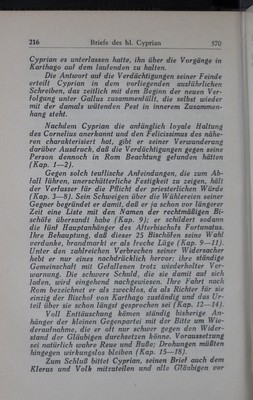 216 Briefe des hl. Cyprian 570
Cyprian es unterlassen hatte, ihn über die Vorgänge in
Karthago auf dem laufenden zu halten.
Die Antwort auf die Verdächtigungen seiner Feinde
erteilt Cyprian in dem vorliegenden ausführlichen
Schreiben, das zeitlich mit dem Beginn der neuen Ver-
folgung unter Gallus zusammenfällt, die selbst wieder
mit der damals wütenden Pest in innerem Zusammen-
hang steht.
Nachdem Cyprian die anfänglich loyale Haltung
des Cornelius anerkannt und den Felicissimus des nähe-
ren charakterisiert hat, gibt er seiner Verwunderung
darüber Ausdruck, daß die Verdächtigungen gegen seine
Person dennoch in Rom Beachtung gefunden hätten
(Kap. 1—2).
Gegen solch teuflische Anfeindungen, die zum Ab-
fall führen, unerschütterliche Festigkeit zu zeigen, hält
der Verfasser für die Pflicht der priesterlichen Würde
(Kap. 3—8). Sein Schweigen über die Wählereien seiner
Gegner begründet er damit, daß er ja schon vor längerer
Zeit eine Liste mit den Namen der rechtmäßigen Bi-
schöfe übersandt habe (Kap. 9); er schildert sodann
die fünf Hauptanhänger des Afterbischofs Fortunatus.
Ihre Behauptung, daß dieser 25 Bischöfen seine Wahl
verdanke, brandmarkt er als freche Lüge (Kap. 9—11).
Unter den zahlreichen Verbrechen seiner Widersacher
hebt er nur eines nachdrücklich hervor: ihre ständige
Gemeinschaft mit Gefallenen trotz wiederholter Ver-
warnung. Die schwere Schuld, die sie damit auf sich
laden, wird eingehend nachgewiesen. Ihre Fahrt nach
Rom bezeichnet er als zwecklos, da als Richter für sie
einzig der Bischof von Karthago zuständig und das Ur-
teil über sie schon längst gesprochen sei (Kap. 12—14).
Voll Enttäuschung kämen ständig bisherige An-
hänger der kleinen Gegenpartei mit der Bitte um Wie-
deraufnahme, die er oft nur schwer gegen den Wider-
stand der Gläubigen durchsetzen könne. Voraussetzung
sei natürlich wahre Reue und Buße; Drohungen müßten
hingegen wirkungslos bleiben (Kap. 15—18).
Zum Schluß bittet Cyprian, seinen Brief auch dem
Klerus und Volk mitzuteilen und alle Gläubigen vor